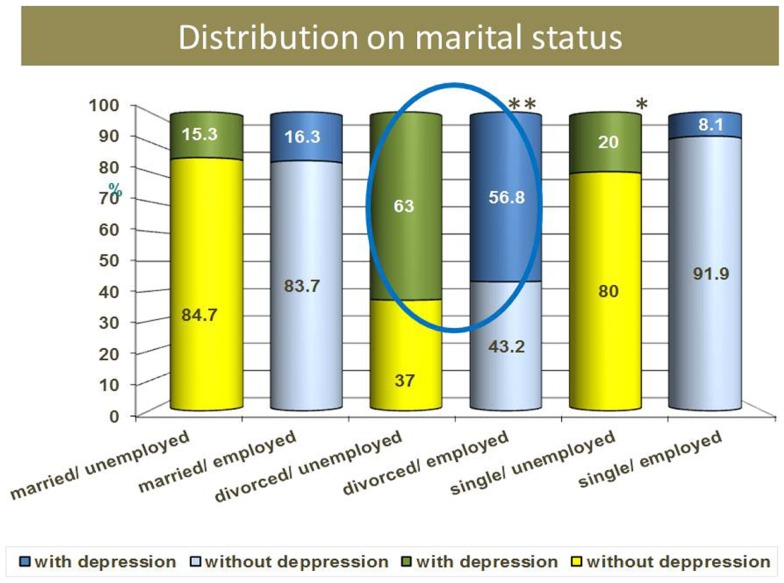 Distribution on marital status
** *
100
90
80
%
70
60
50
40
30
20
10
0
15.3 16.3 63 56.8 20 8.1
84.7 83.7 37 43.2 80 91.9
married/ unemployed married/ employed divorced/ unemployed divorced/ employed single/ unemployed single/ employed
with depression without deppression with depression without deppression